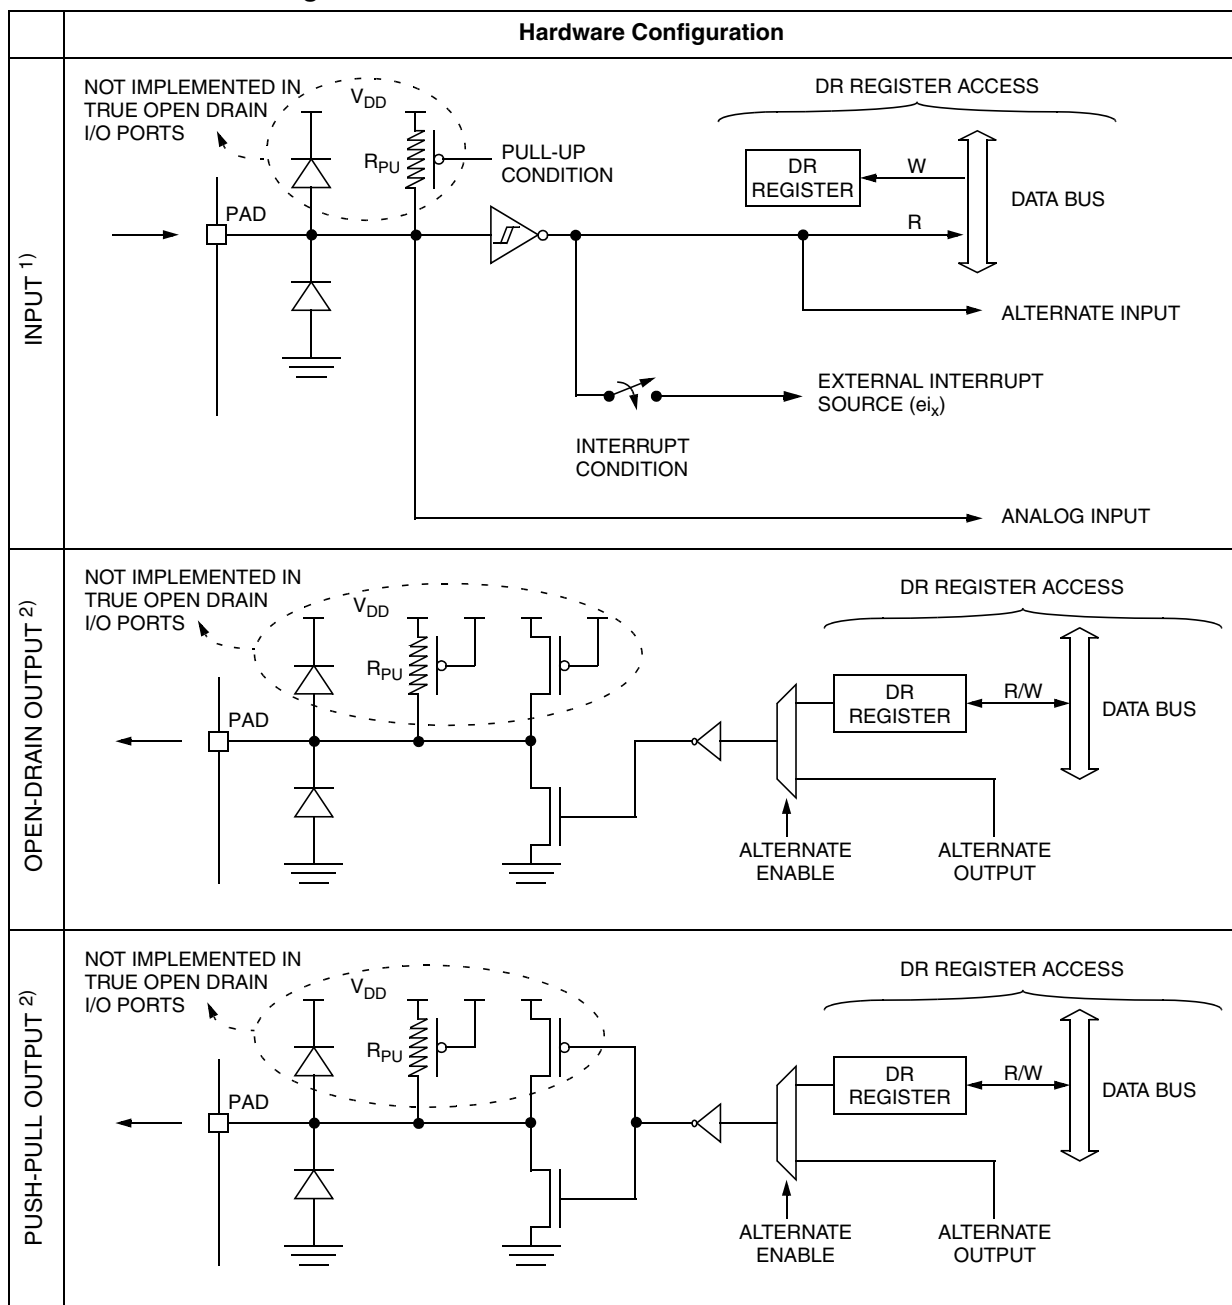 Hardware Configuration
INPUT 1)
NOT IMPLEMENTED IN
TRUE OPEN DRAIN
I/O PORTS
VDD
RPU
PULL-UP
CONDITION
PAD
DR REGISTER ACCESS
DR
REGISTER
W
R
DATA BUS
ALTERNATE INPUT
EXTERNAL INTERRUPT
SOURCE (eix)
INTERRUPT
CONDITION
ANALOG INPUT
OPEN-DRAIN OUTPUT 2)
NOT IMPLEMENTED IN
TRUE OPEN DRAIN
I/O PORTS
VDD
RPU
PAD
DR REGISTER ACCESS
DR
REGISTER
R/W
DATA BUS
ALTERNATE
ENABLE
ALTERNATE
OUTPUT
PUSH-PULL OUTPUT 2)
NOT IMPLEMENTED IN
TRUE OPEN DRAIN
I/O PORTS
VDD
RPU
PAD
DR REGISTER ACCESS
DR
REGISTER
R/W
DATA BUS
ALTERNATE
ENABLE
ALTERNATE
OUTPUT